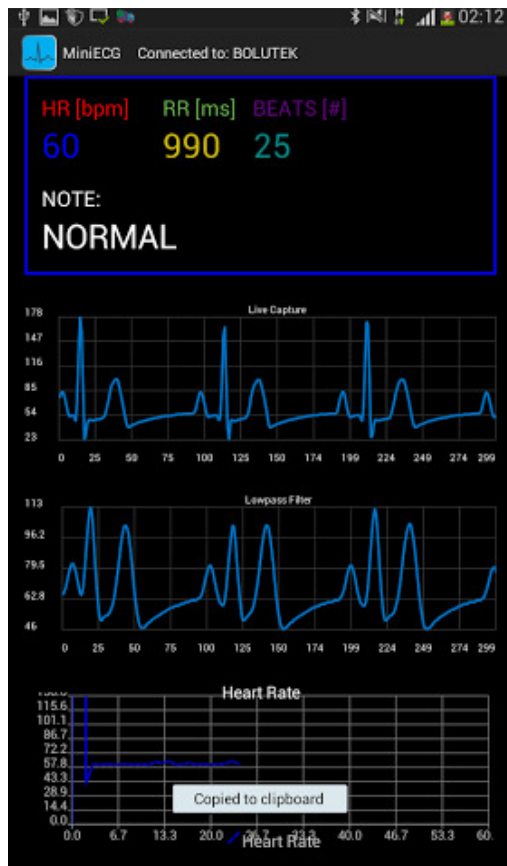 02:12
MiniECG Connected to: BOLUTEK
HR [bpm] RR [ms] BEATS [#]
60 990 25
NOTE:
NORMAL
Live Capture
178
147
116
85
54
23
0 25 50 75 100 125 150 174 199 224 249 274 299
Lowpass Filter
113
96.2
79.5
62.8
46
0 25 50 75 100 125 150 174 199 224 249 274 299
Heart Rate
115.6
101.1
86.7
72.2
57.8
43.3
28.9
14.4
0.0
Copied to clipboard
0.0 6.7 13.3 20.0 26.7 33.3 40.0 46.7 53.3 60.
Heart Rate